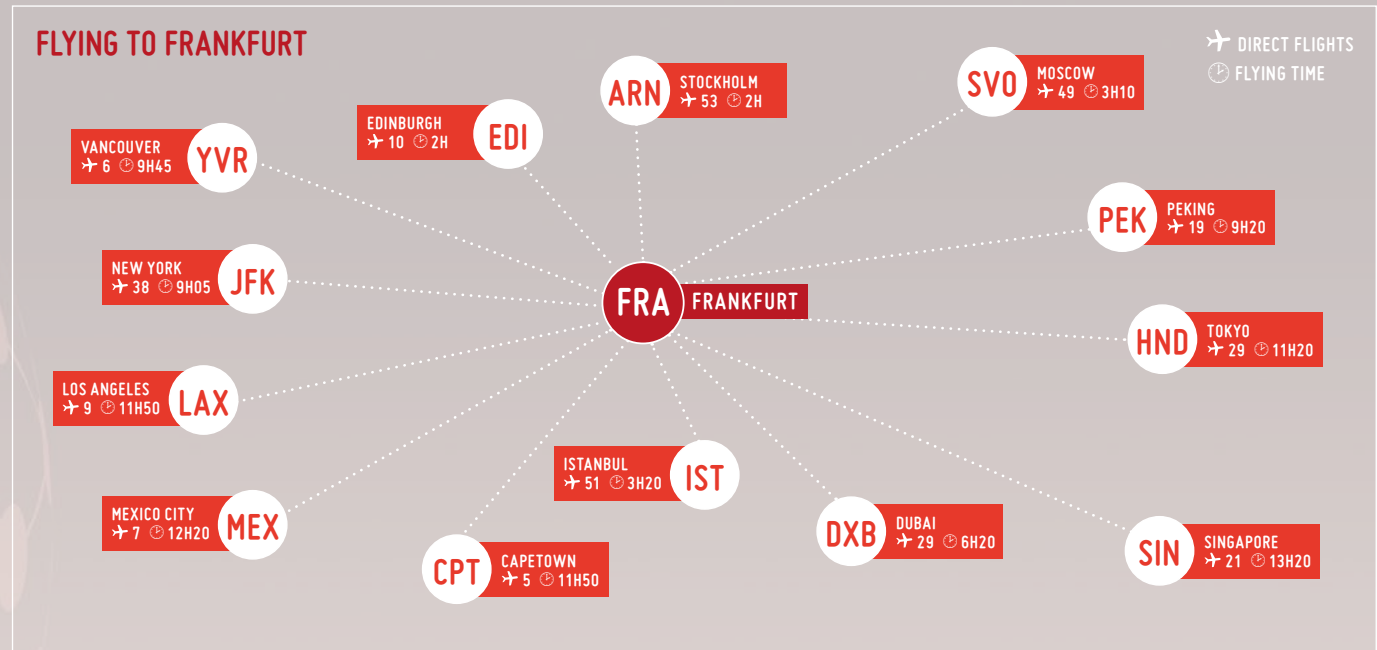 FLYING TO FRANKFURT
DIRECT FLIGHTS
FLYING TIME
VANCOUVER
6 9H45
YVR
EDINBURGH
10 2H
EDI
ARN
STOCKHOLM
53 2H
SVO
MOSCOW
49 3H10
PEK
PEKING
19 9H20
NEW YORK
38 9H05
JFK
FRA
FRANKFURT
HND
TOKYO
29 11H20
LOS ANGELES
9 11H50
LAX
ISTANBUL
51 3H20
IST
MEXICO CITY
7 12H20
MEX
CPT
CAPETOWN
5 11H50
DXB
DUBAI
29 6H20
SIN
SINGAPORE
21 13H20